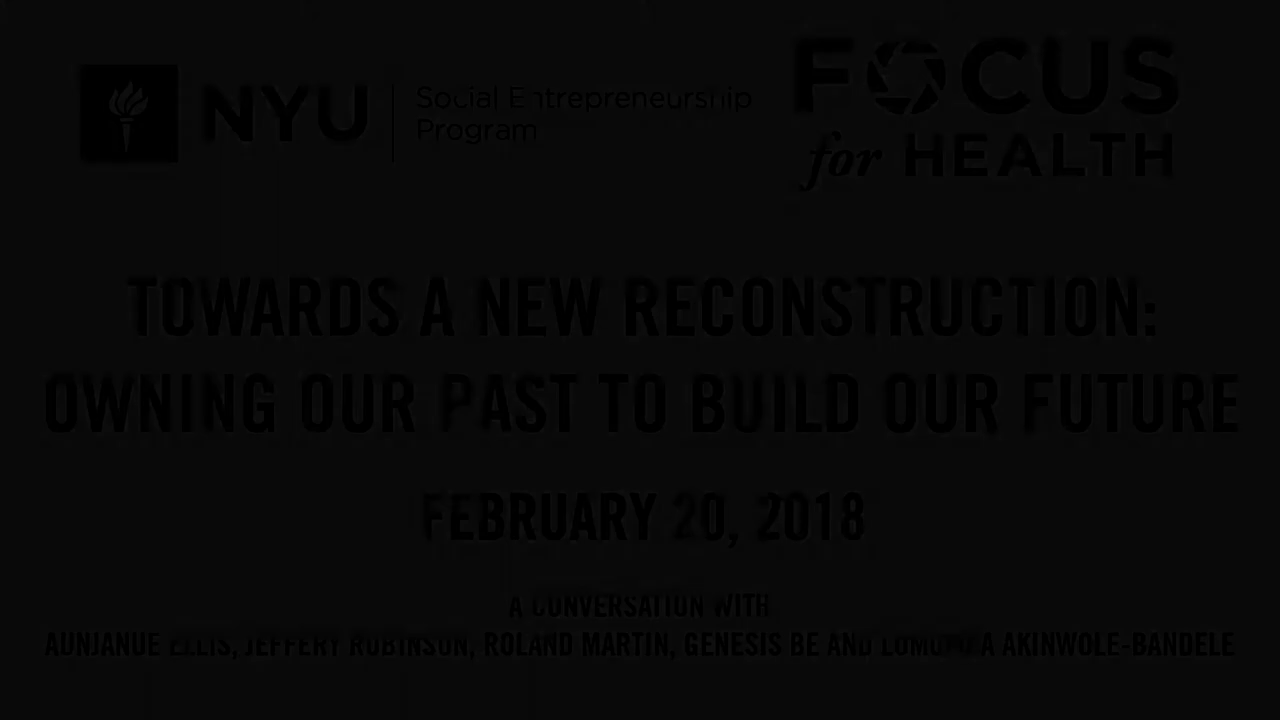 NYU
Social Entrepreneurship
Program
FOCUS
for HEALTH
TOWARDS A NEW RECONSTRUCTION:
OWNING OUR PAST TO BUILD OUR FUTURE
FEBRUARY 20, 2018
A CONVERSATION WITH
AUNJANUE ELLIS, JEFFERY ROBINSON, ROLAND MARTIN, GENESIS BE AND LUMUMBA AKINWOLE-BANDELE